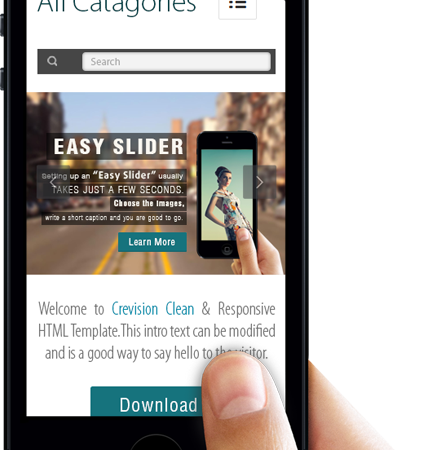 All Catagories
Search
EASY SLIDER
Setting up an "Easy Slider" usually
TAKES JUST A FEW SECONDS.
Choose the images,
write a short caption and you are good to go.
Learn More
Welcome to Crevision Clean & Responsive
HTML Template.This intro text can be modified
and is a good way to say hello to the visitor.
Download